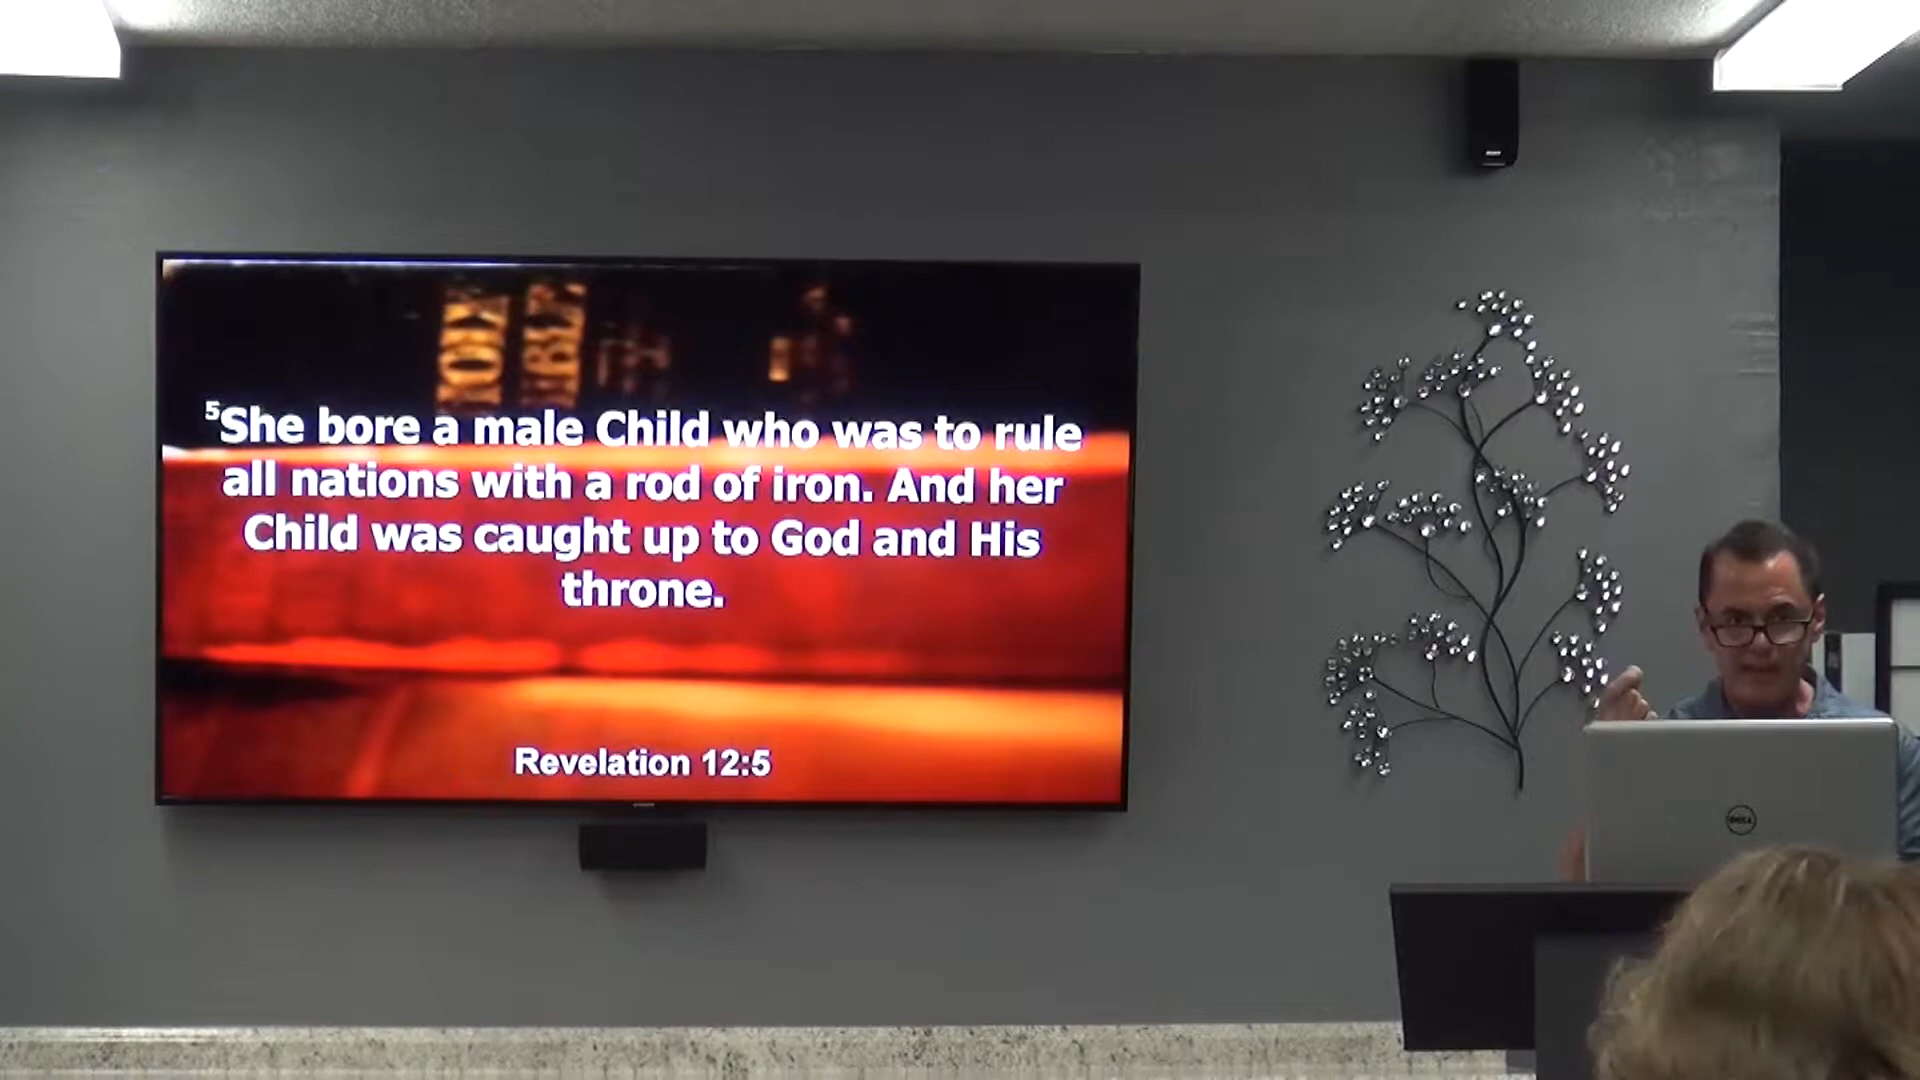 ⁵She bore a male Child who was to rule
all nations with a rod of iron. And her
Child was caught up to God and His
throne.
Revelation 12:5
DELL